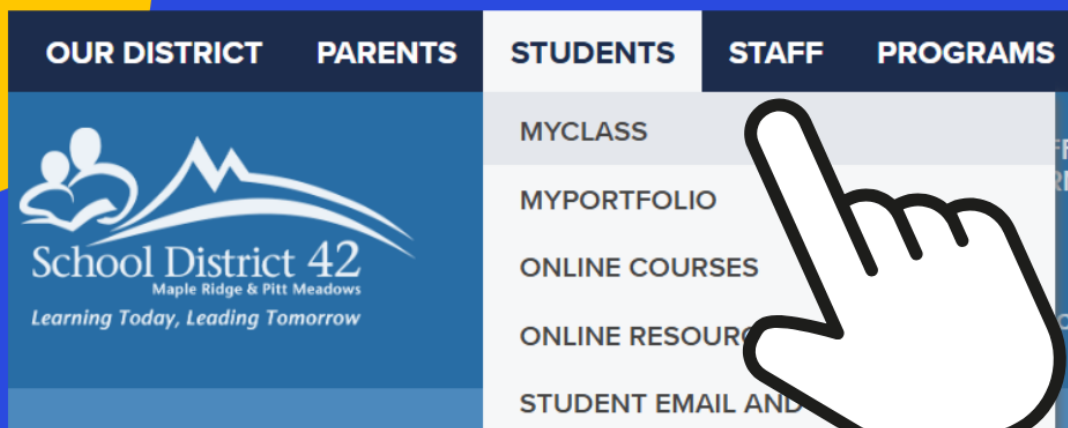 OUR DISTRICT PARENTS STUDENTS STAFF PROGRAMS
MYCLASS
MYPORTFOLIO
ONLINE COURSES
ONLINE
STUDENT EMAIL AND
School District 42
Maple Ridge & Pitt Meadows
Learning Today, Leading Tomorrow